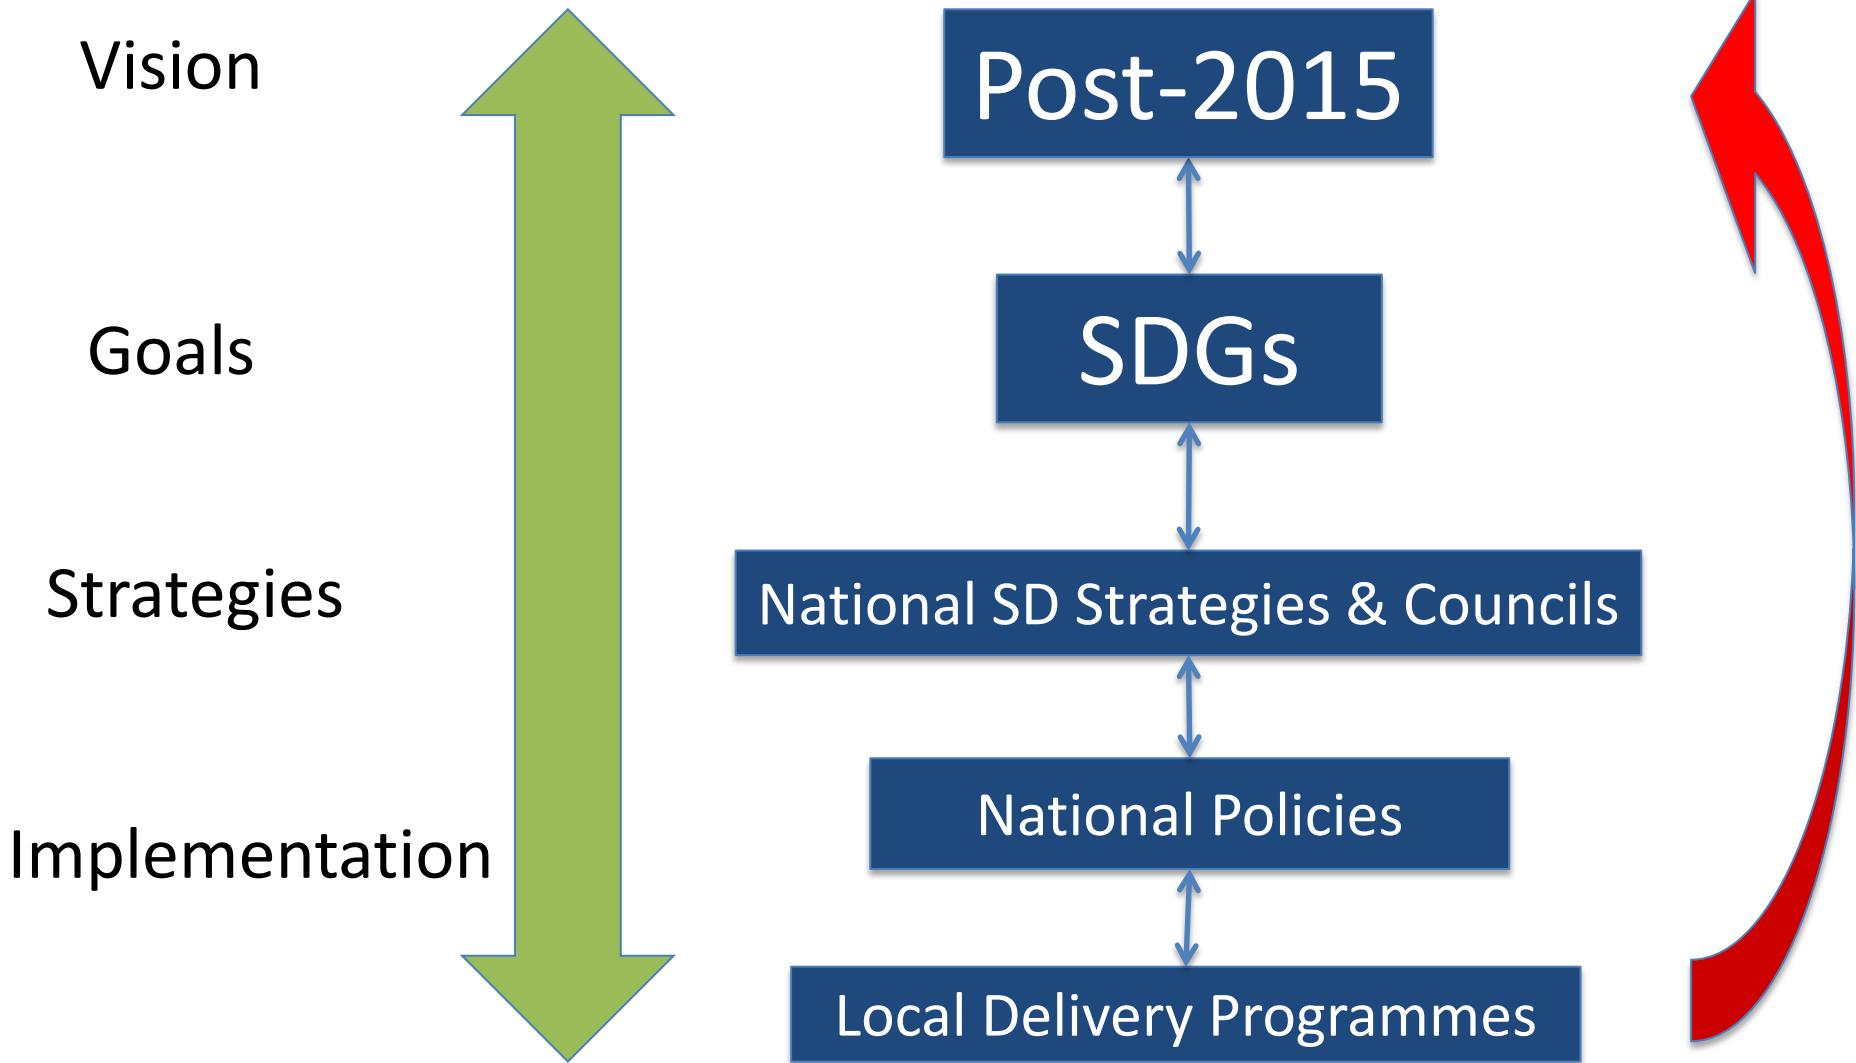 Vision
Post-2015
Goals
SDGs
Strategies
National SD Strategies & Councils
Implementation
National Policies
Local Delivery Programmes